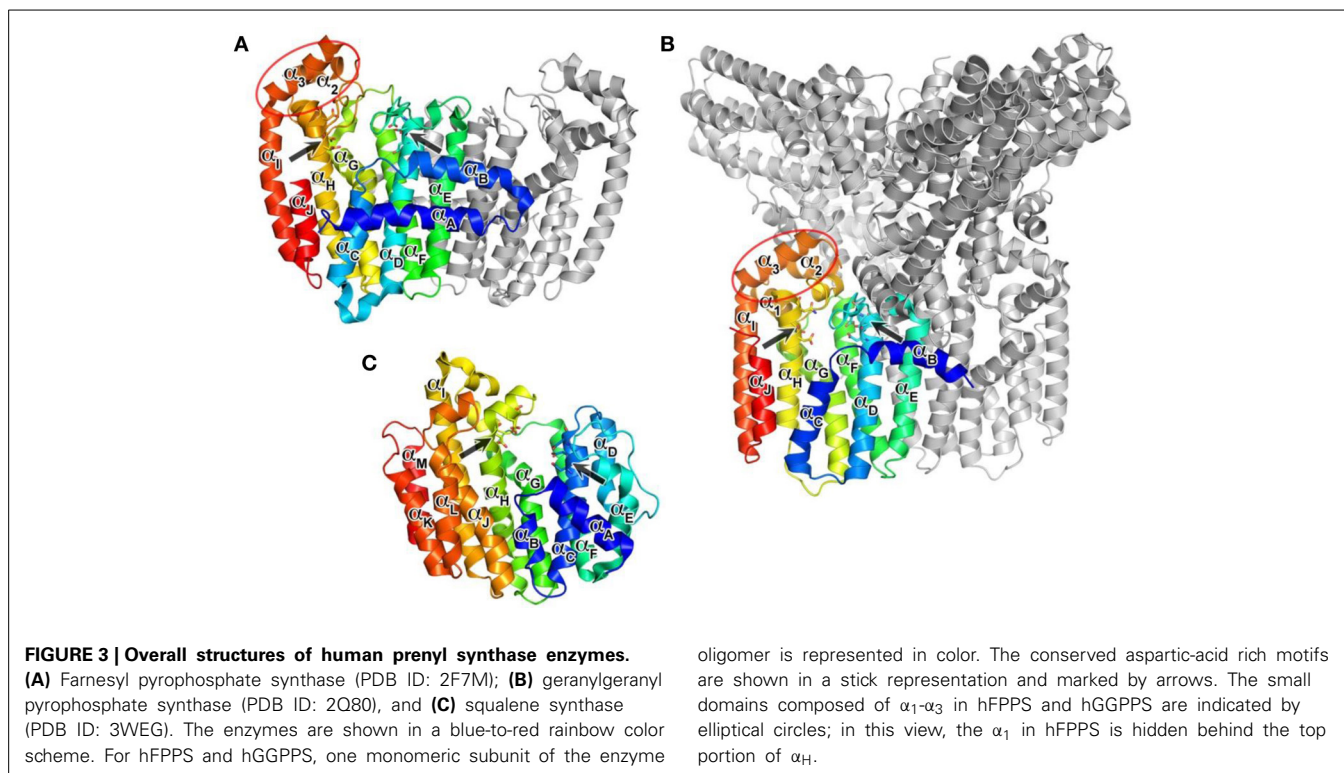 A
B
α3 α2
αI
αG
αH
αJ
αB
αE
αA
αC
αD
αF
α3
α2
α1
αI
αJ
αH
αG
αF
αB
αC
αD
αE
C
αI
αM
αL
αK
αJ
αH
αG
αB
αC
αD
αE
αA
αF
FIGURE 3 | Overall structures of human prenyl synthase enzymes.
(A) Farnesyl pyrophosphate synthase (PDB ID: 2F7M); (B) geranylgeranyl
pyrophosphate synthase (PDB ID: 2Q80), and (C) squalene synthase
(PDB ID: 3WEG). The enzymes are shown in a blue-to-red rainbow color
scheme. For hFPPS and hGGPPS, one monomeric subunit of the enzyme
oligomer is represented in color. The conserved aspartic-acid rich motifs
are shown in a stick representation and marked by arrows. The small
domains composed of α1-α3 in hFPPS and hGGPPS are indicated by
elliptical circles; in this view, the α1 in hFPPS is hidden behind the top
portion of αH.